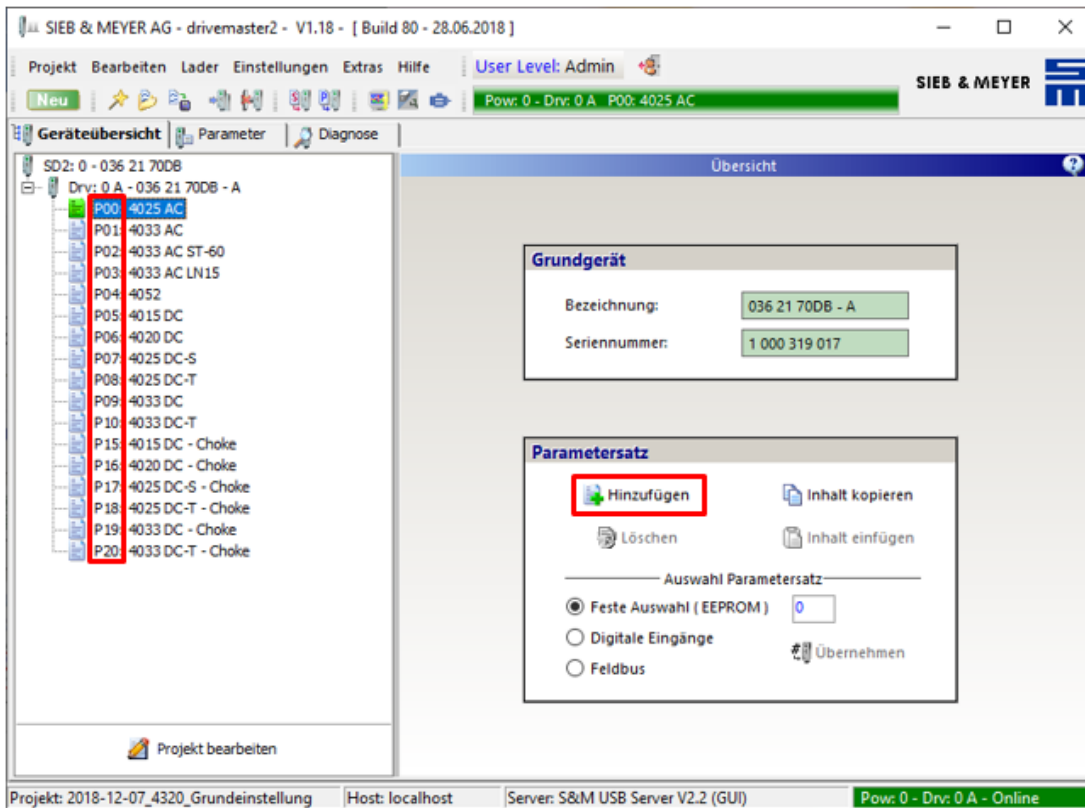 SIEB & MEYER AG - drivemaster2 - V1.18 - [ Build 80 - 28.06.2018 ]
Projekt Bearbeiten Lader Einstellungen Extras Hilfe User Level: Admin
SIEB & MEYER
Neu Pow: 0 - Drv: 0 A P00: 4025 AC
Geräteübersicht Parameter Diagnose
SD2: 0 - 036 21 70DB
Drv: 0 A - 036 21 70DB - A
P00: 4025 AC
P01: 4033 AC
P02: 4033 AC ST-60
P03: 4033 AC LN15
P04: 4052
P05: 4015 DC
P06: 4020 DC
P07: 4025 DC-S
P08: 4025 DC-T
P09: 4033 DC
P10: 4033 DC-T
P15: 4015 DC - Choke
P16: 4020 DC - Choke
P17: 4025 DC-S - Choke
P18: 4025 DC-T - Choke
P19: 4033 DC - Choke
P20: 4033 DC-T - Choke
Projekt bearbeiten
Übersicht
Grundgerät
Bezeichnung: 036 21 70DB - A
Seriennummer: 1 000 319 017
Parametersatz
Hinzufügen Inhalt kopieren
Löschen Inhalt einfügen
Auswahl Parametersatz
Feste Auswahl ( EEPROM ) 0
Digitale Eingänge
Übernehmen
Feldbus
Projekt: 2018-12-07_4320_Grundeinstellung Host: localhost Server: S&M USB Server V2.2 (GUI) Pow: 0 - Drv: 0 A - Online